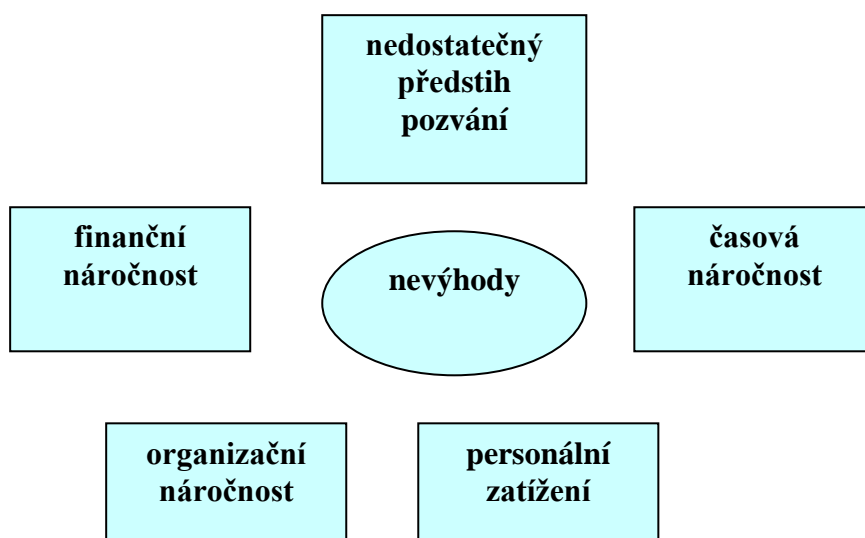 nedostatečný
předstih
pozvání
finanční
náročnost
nevýhody
časová
náročnost
organizační
náročnost
personální
zatížení